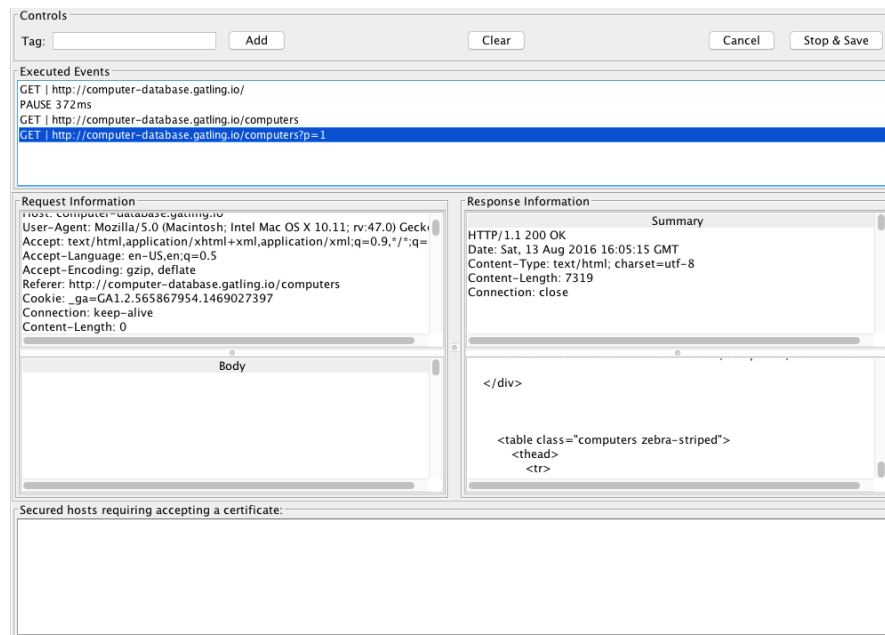 Controls
Tag:
Add
Clear
Cancel
Stop & Save
Executed Events
GET | http://computer-database.gatling.io/
PAUSE 372ms
GET | http://computer-database.gatling.io/computers
GET | http://computer-database.gatling.io/computers?p=1
Request Information
Host: computer-database.gatling.io
User-Agent: Mozilla/5.0 (Macintosh; Intel Mac OS X 10.11; rv:47.0) Geck
Accept: text/html,application/xhtml+xml,application/xml;q=0.9,*/*;q=
Accept-Language: en-US,en;q=0.5
Accept-Encoding: gzip, deflate
Referer: http://computer-database.gatling.io/computers
Cookie: _ga=GA1.2.565867954.1469027397
Connection: keep-alive
Content-Length: 0
Body
Response Information
Summary
HTTP/1.1 200 OK
Date: Sat, 13 Aug 2016 16:05:15 GMT
Content-Type: text/html; charset=utf-8
Content-Length: 7319
Connection: close
</div>
<table class="computers zebra-striped">
<thead>
<tr>
Secured hosts requiring accepting a certificate: